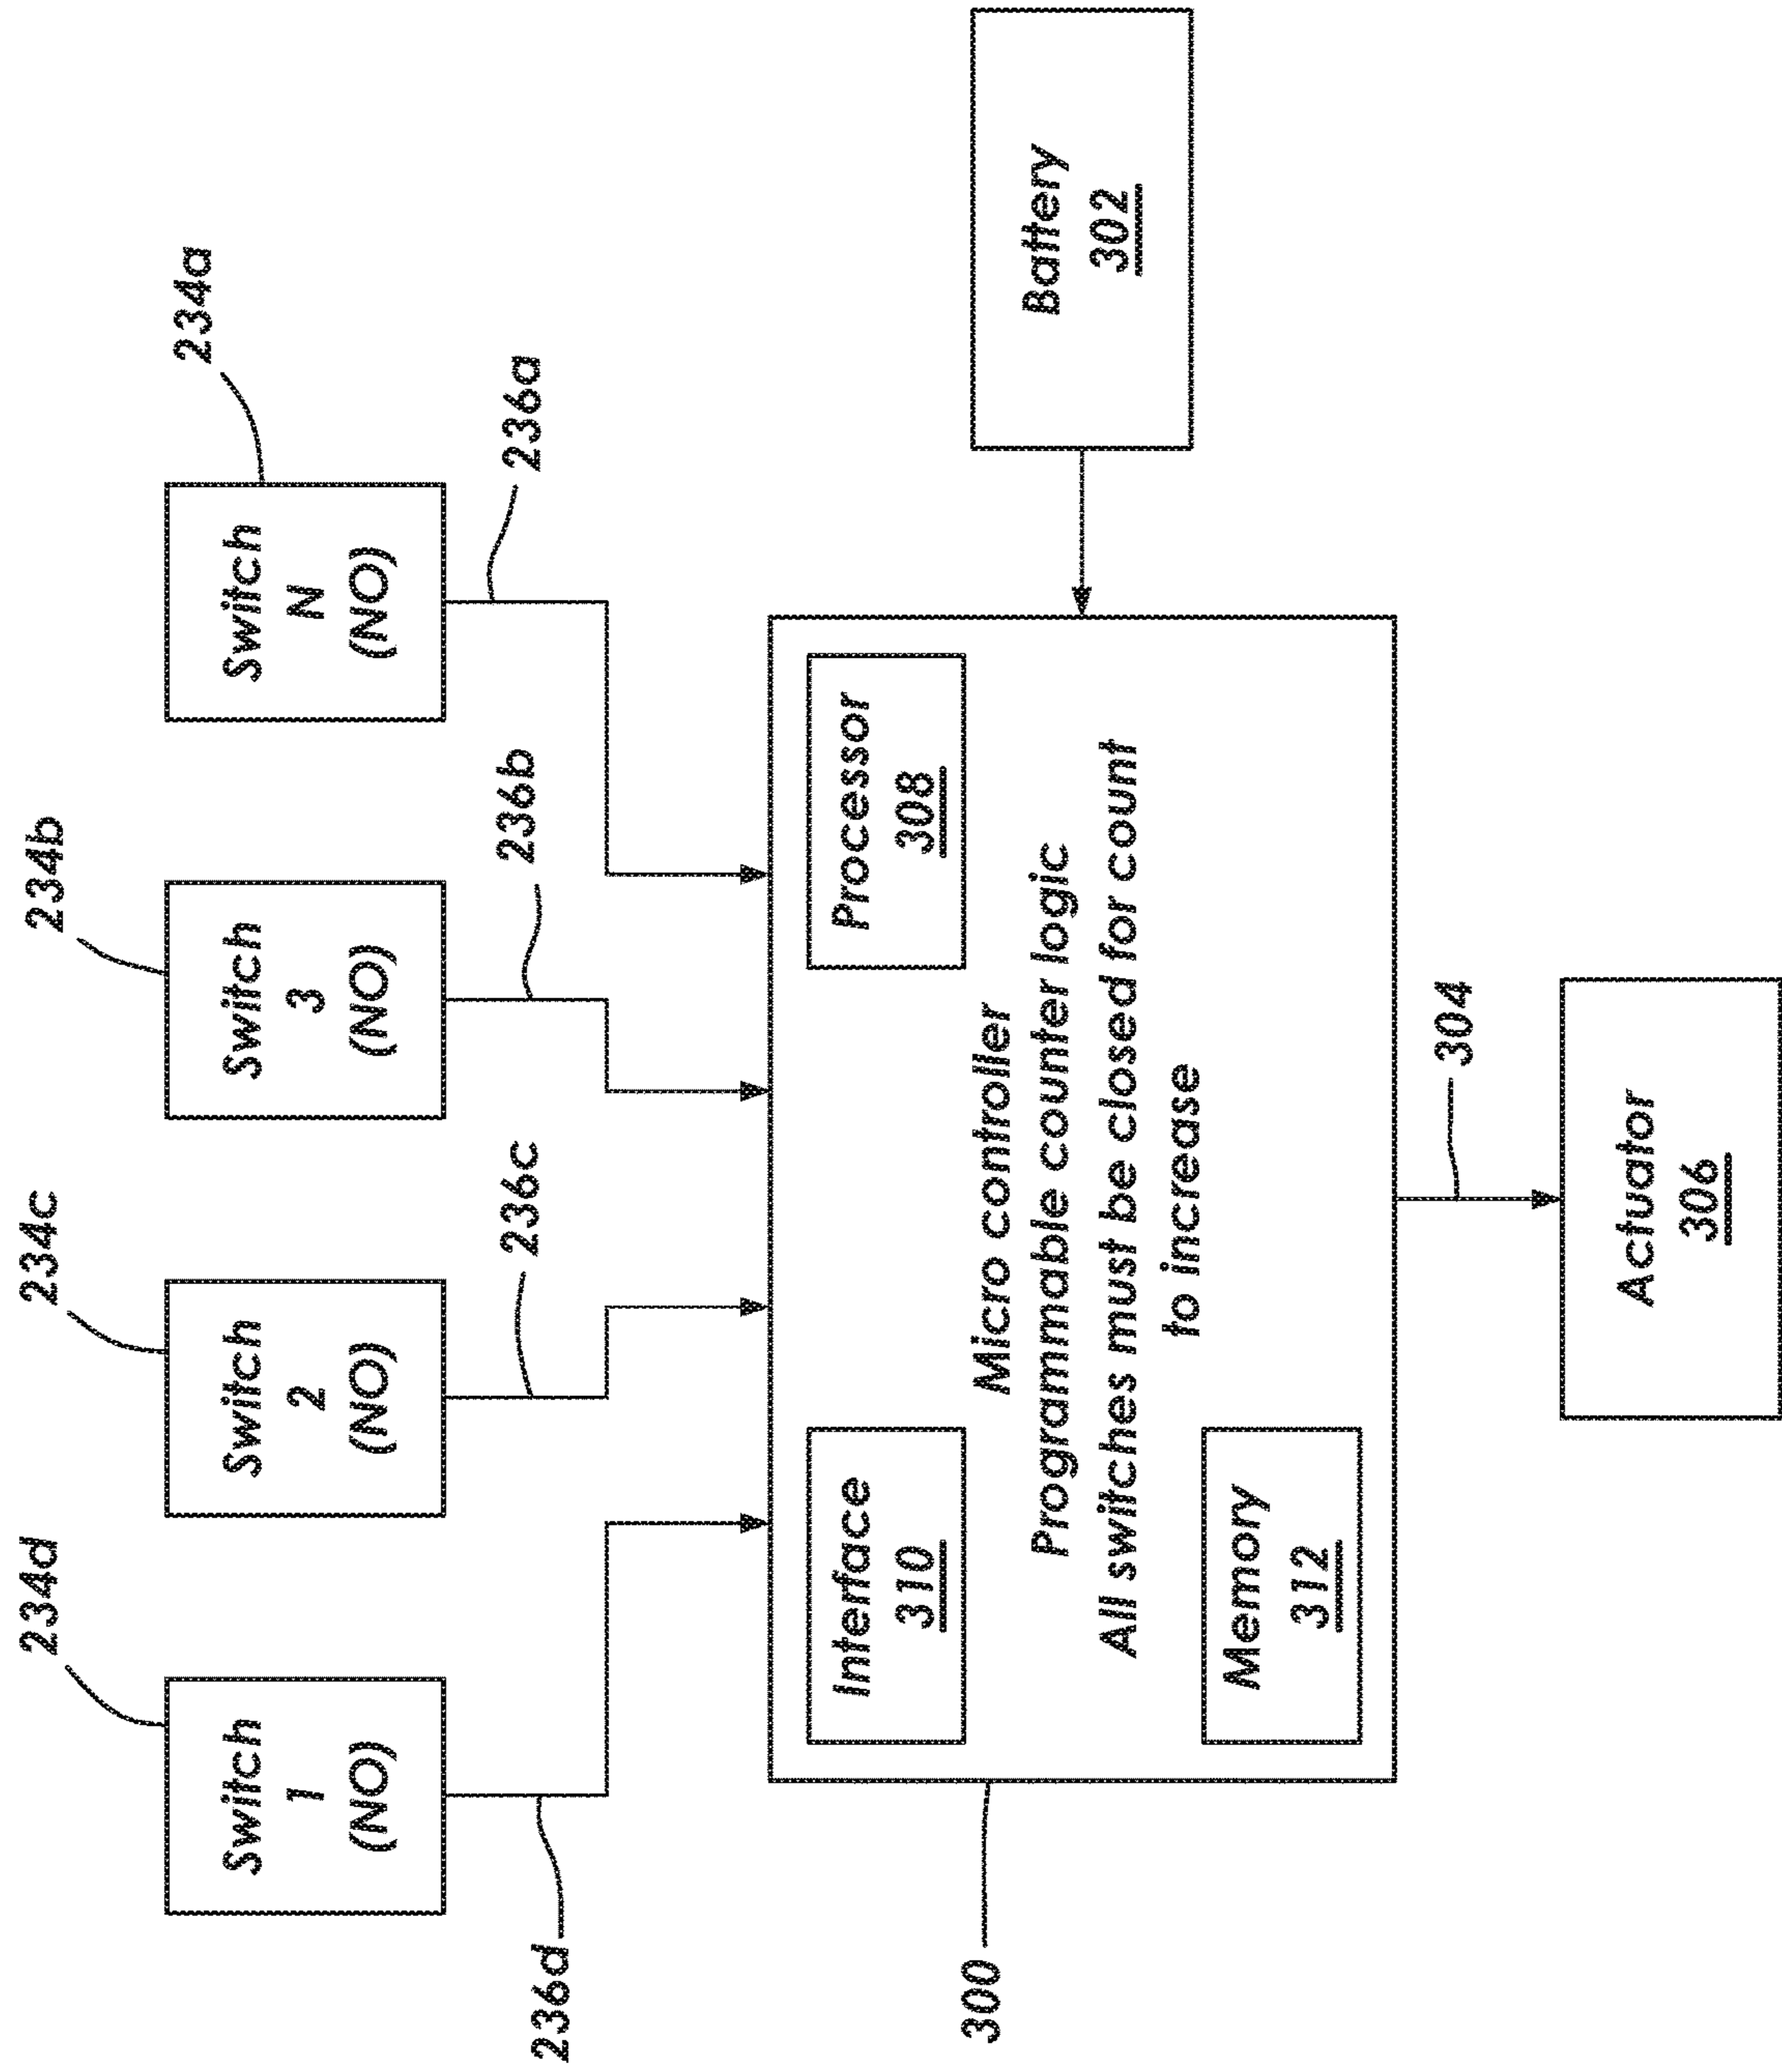 234d
234c
234b
234a
Switch
1
(NO)
Switch
2
(NO)
Switch
3
(NO)
Switch
N
(NO)
236d
236c
236b
236a
300
Interface
310
Processor
308
Micro controller
Programmable counter logic
All switches must be closed for count
to increase
Memory
312
Battery
302
304
Actuator
306